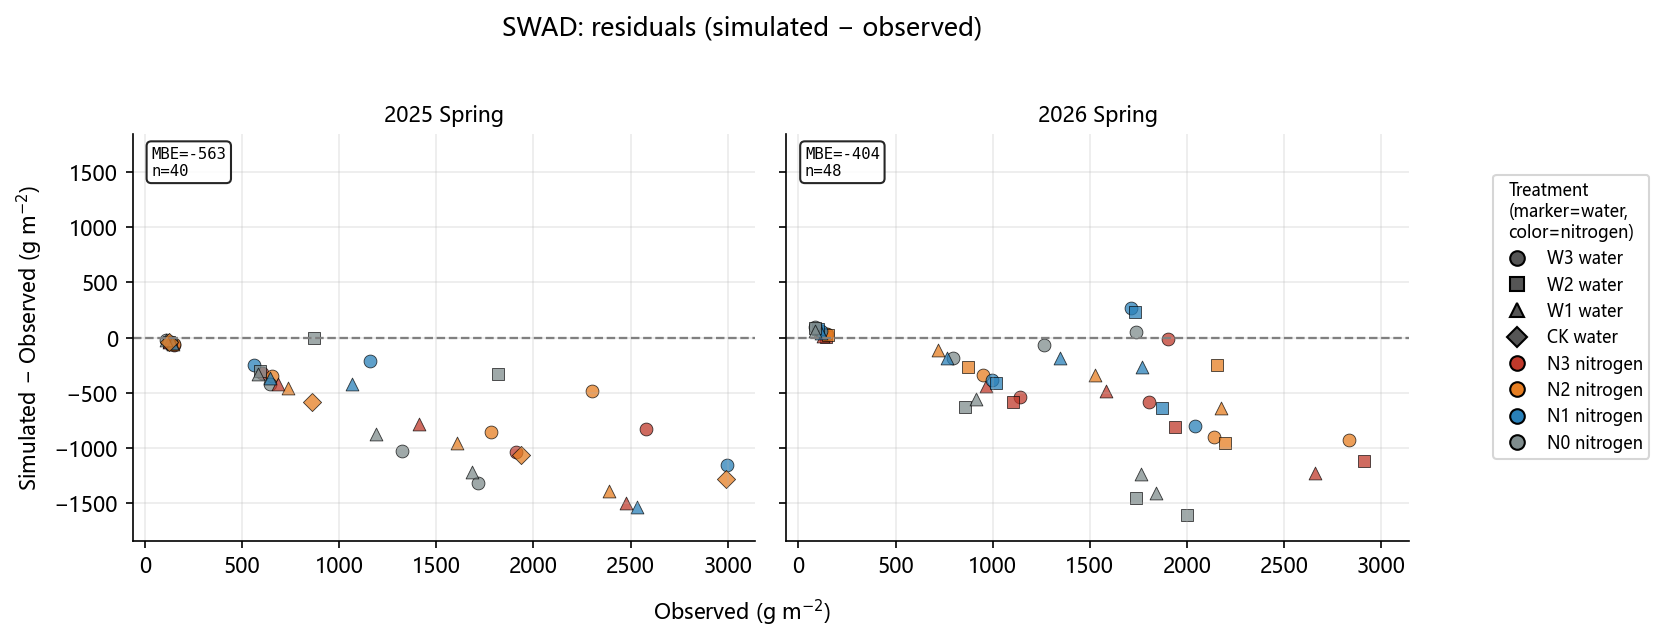 SWAD: residuals (simulated − observed)
2025 Spring
2026 Spring
MBE=-563
n=40
MBE=-404
n=48
Simulated − Observed (g m⁻²)
1500
1000
500
0
−500
−1000
−1500
0 500 1000 1500 2000 2500 3000
0 500 1000 1500 2000 2500 3000
Observed (g m⁻²)
Treatment
(marker=water,
color=nitrogen)
W3 water
W2 water
W1 water
CK water
N3 nitrogen
N2 nitrogen
N1 nitrogen
N0 nitrogen